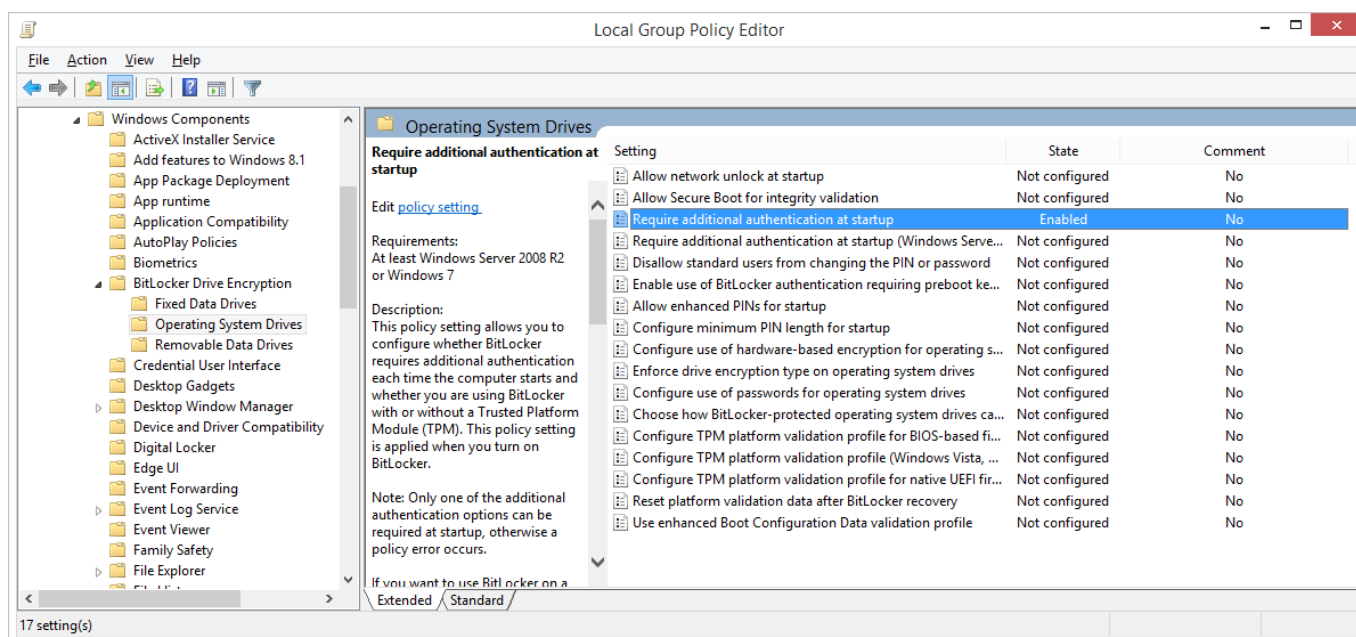 Local Group Policy Editor
File Action View Help
Windows Components
ActiveX Installer Service
Add features to Windows 8.1
App Package Deployment
App runtime
Application Compatibility
AutoPlay Policies
Biometrics
BitLocker Drive Encryption
Fixed Data Drives
Operating System Drives
Removable Data Drives
Credential User Interface
Desktop Gadgets
Desktop Window Manager
Device and Driver Compatibility
Digital Locker
Edge UI
Event Forwarding
Event Log Service
Event Viewer
Family Safety
File Explorer
Operating System Drives
Require additional authentication at
startup
Edit policy setting
Requirements:
At least Windows Server 2008 R2
or Windows 7
Description:
This policy setting allows you to
configure whether BitLocker
requires additional authentication
each time the computer starts and
whether you are using BitLocker
with or without a Trusted Platform
Module (TPM). This policy setting
is applied when you turn on
BitLocker.
Note: Only one of the additional
authentication options can be
required at startup, otherwise a
policy error occurs.
If you want to use BitLocker on a
Setting State Comment
Allow network unlock at startup Not configured No
Allow Secure Boot for integrity validation Not configured No
Require additional authentication at startup Enabled No
Require additional authentication at startup (Windows Serve... Not configured No
Disallow standard users from changing the PIN or password Not configured No
Enable use of BitLocker authentication requiring preboot ke... Not configured No
Allow enhanced PINs for startup Not configured No
Configure minimum PIN length for startup Not configured No
Configure use of hardware-based encryption for operating s... Not configured No
Enforce drive encryption type on operating system drives Not configured No
Configure use of passwords for operating system drives Not configured No
Choose how BitLocker-protected operating system drives ca... Not configured No
Configure TPM platform validation profile for BIOS-based fi... Not configured No
Configure TPM platform validation profile (Windows Vista, ... Not configured No
Configure TPM platform validation profile for native UEFI fir... Not configured No
Reset platform validation data after BitLocker recovery Not configured No
Use enhanced Boot Configuration Data validation profile Not configured No
Extended Standard
17 setting(s)